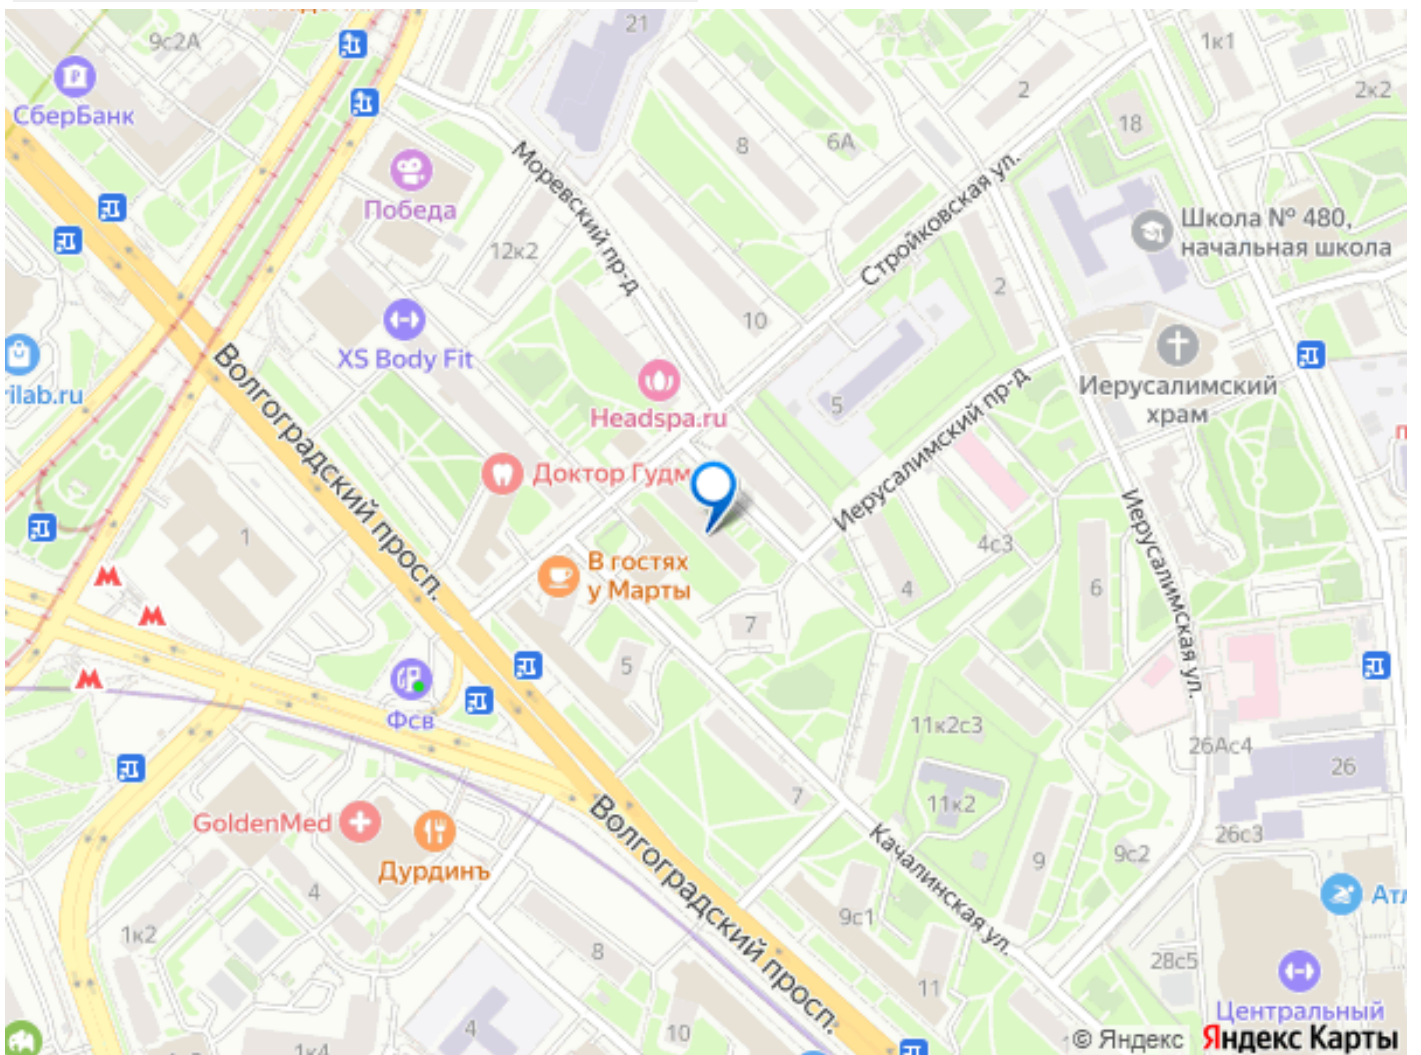 21
9с2А
1к1
СберБанк
2
2к2
18
8
6А
Моревский пр-д
Победа
Стройковская ул.
Школа № 480,
начальная школа
12к2
2
10
XS Body Fit
Иерусалимский
храм
rilab.ru
Headspa.ru
5
Волгоградский просп.
Доктор Гудм
Иерусалимский пр-д
Иерусалимская ул.
1
4с3
В гостях
у Марты
4
6
7
5
Фсв
11к2с3
26Ас4
26
7
11к2
GoldenMed
Волгоградский просп.
26с3
Дурдинъ
Качалинская ул.
9
9с2
4
Атл
9с1
1к2
8
28с5
11
Центральный
4
10
1к4
© Яндекс Яндекс Карты